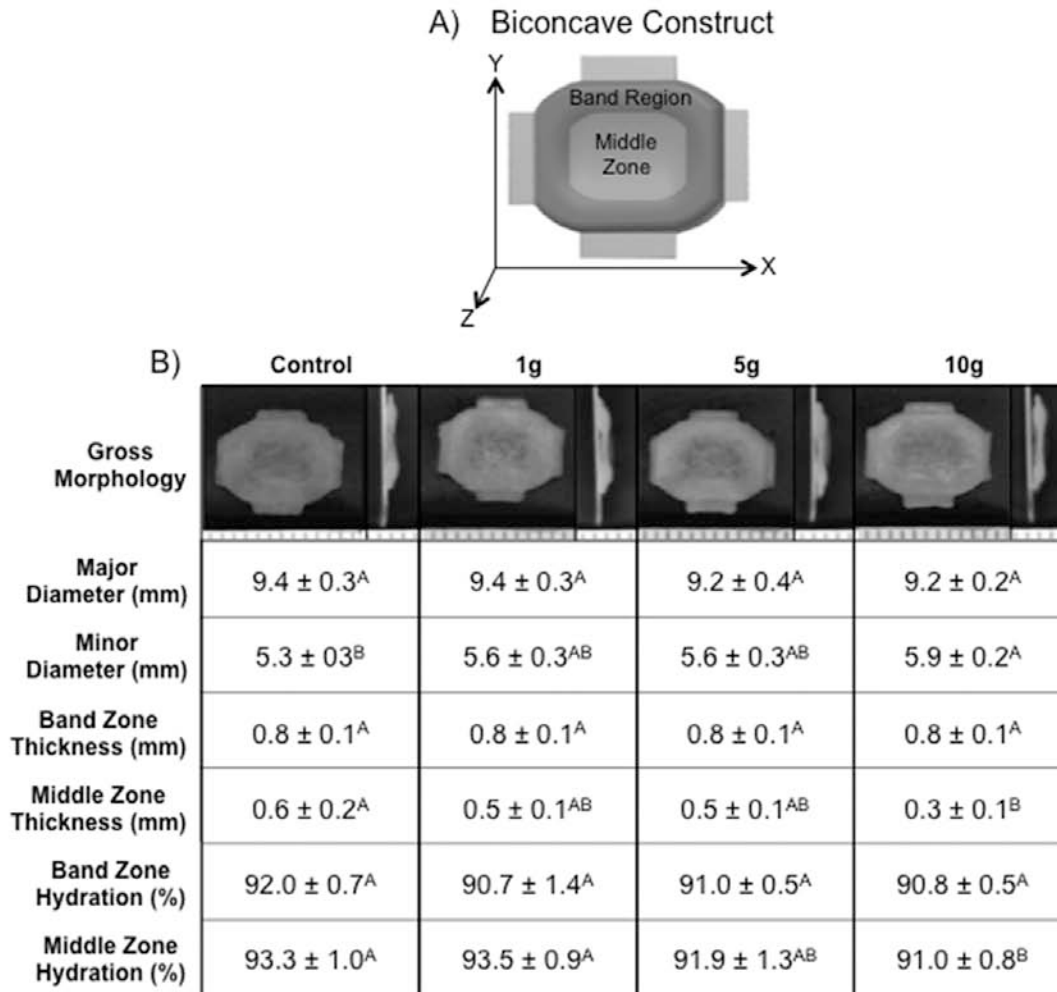 A) Biconcave Construct
Y
Band Region
Middle
Zone
X
Z
B)
Control 1g 5g 10g
Gross
Morphology
Major
Diameter (mm)
9.4 ± 0.3ᴬ 9.4 ± 0.3ᴬ 9.2 ± 0.4ᴬ 9.2 ± 0.2ᴬ
Minor
Diameter (mm)
5.3 ± 03ᴮ 5.6 ± 0.3ᴬᴮ 5.6 ± 0.3ᴬᴮ 5.9 ± 0.2ᴬ
Band Zone
Thickness (mm)
0.8 ± 0.1ᴬ 0.8 ± 0.1ᴬ 0.8 ± 0.1ᴬ 0.8 ± 0.1ᴬ
Middle Zone
Thickness (mm)
0.6 ± 0.2ᴬ 0.5 ± 0.1ᴬᴮ 0.5 ± 0.1ᴬᴮ 0.3 ± 0.1ᴮ
Band Zone
Hydration (%)
92.0 ± 0.7ᴬ 90.7 ± 1.4ᴬ 91.0 ± 0.5ᴬ 90.8 ± 0.5ᴬ
Middle Zone
Hydration (%)
93.3 ± 1.0ᴬ 93.5 ± 0.9ᴬ 91.9 ± 1.3ᴬᴮ 91.0 ± 0.8ᴮ